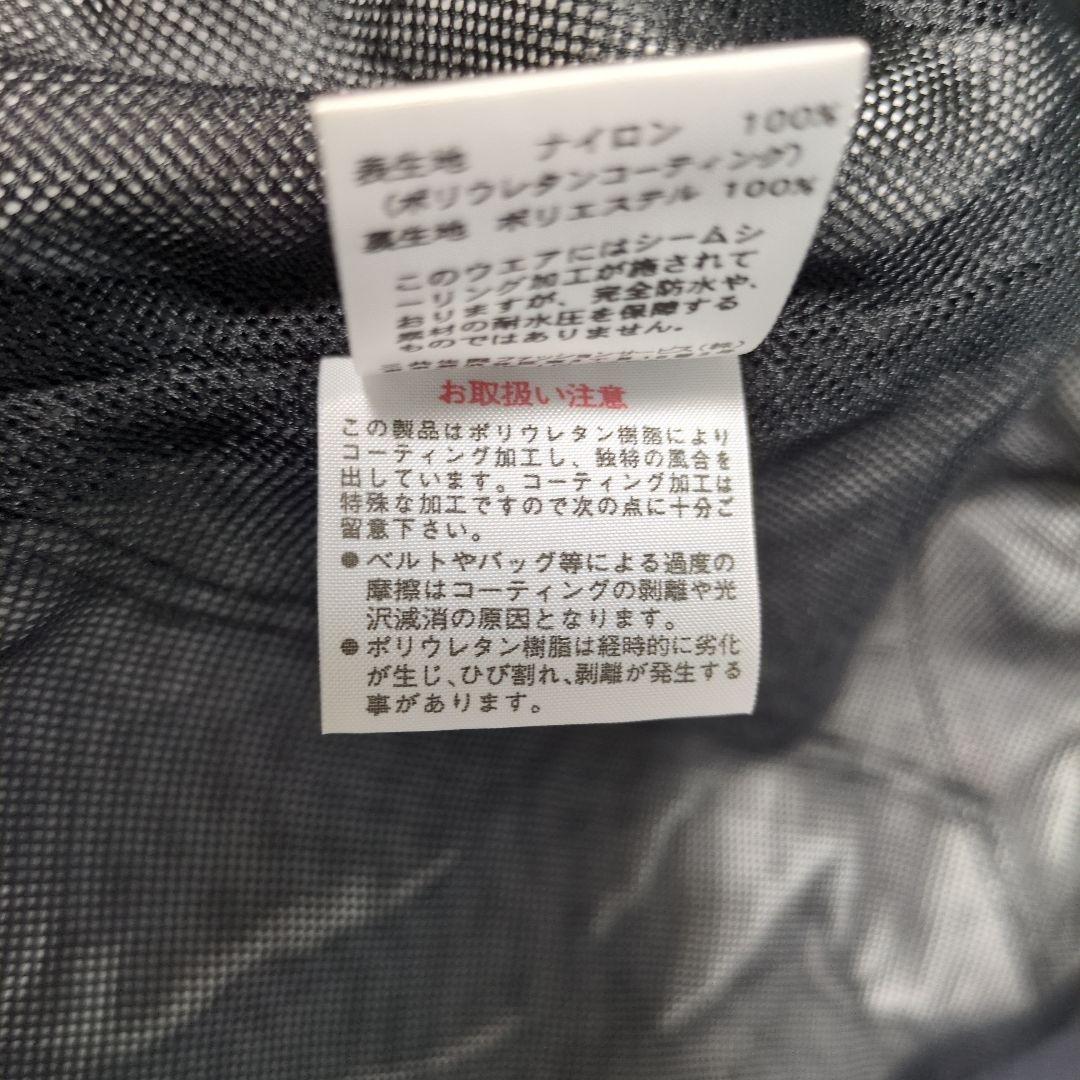 表生地 ナイロン 100%
(ポリウレタンコーティング)
裏生地 ポリエステル 100%
このウエアにはシームシ
ーリング加工が施されて
おりますが、完全防水や、
素材の耐水圧を保障する
ものではありません。
お取扱い注意
この製品はポリウレタン樹脂により
コーティング加工し、独特の風合を
出しています。コーティング加工は
特殊な加工ですので次の点に十分ご
留意下さい。
●ベルトやバッグ等による過度の
摩擦はコーティングの剥離や光
沢減消の原因となります。
●ポリウレタン樹脂は経時的に劣化
が生じ、ひび割れ、剥離が発生する
事があります。